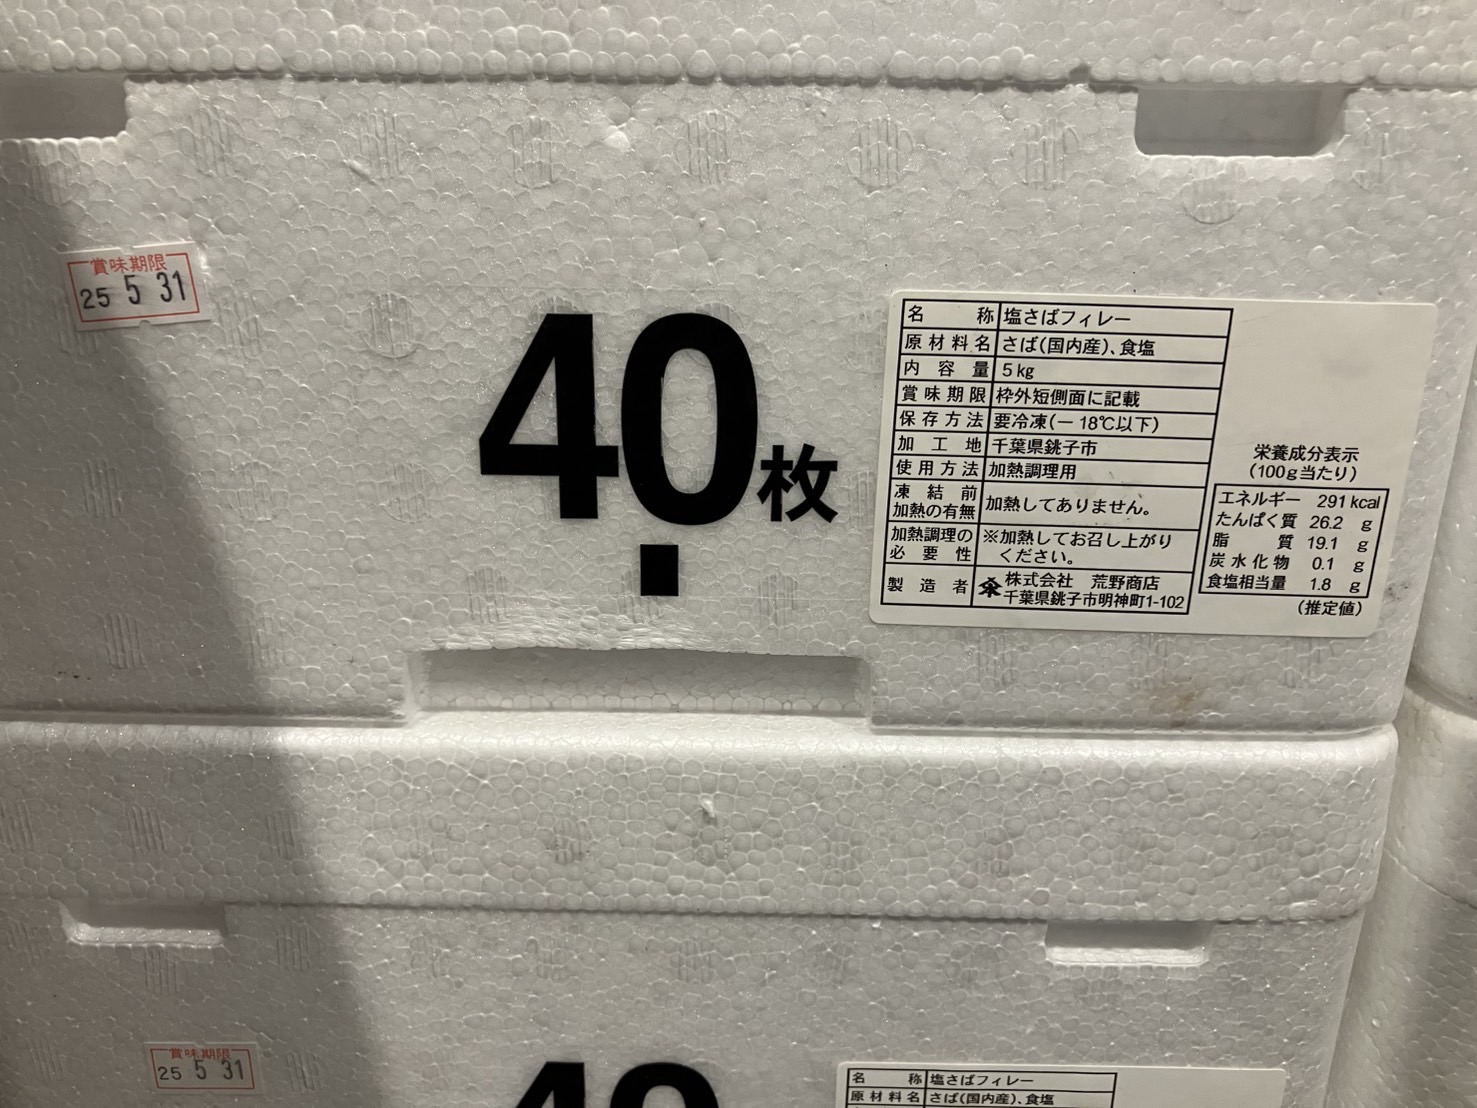 賞味期限
25 5 31
40枚
名称 塩さばフィレー
原材料名 さば(国内産)、食塩
内容量 5kg
賞味期限 枠外短側面に記載
保存方法 要冷凍(－18℃以下)
加工地 千葉県銚子市
使用方法 加熱調理用
凍結前
加熱の有無 加熱してありません。
加熱調理の
必要性
※加熱してお召し上がり
ください。
製造者 株式会社 荒野商店
千葉県銚子市明神町1-102
栄養成分表示
(100g当たり)
エネルギー 291kcal
たんぱく質 26.2 g
脂質 19.1 g
炭水化物 0.1 g
食塩相当量 1.8 g
(推定値)
賞味期限
25 5 31
40
名称 塩さばフィレー
原材料名 さば(国内産)、食塩